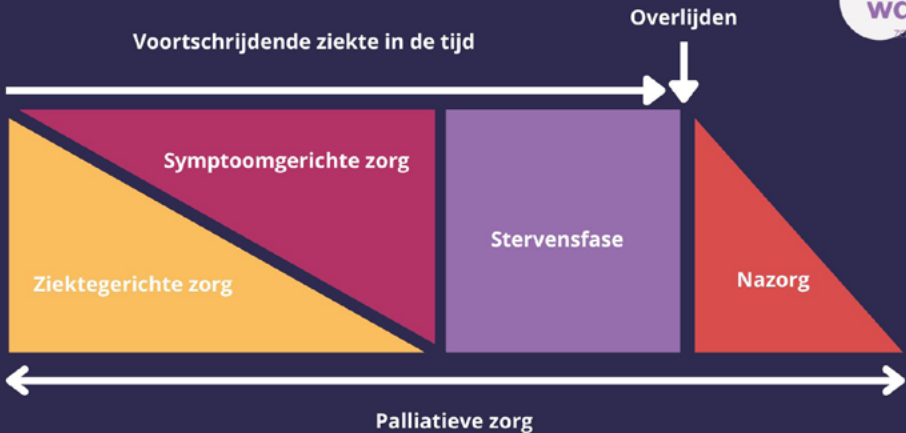 Overlijden
Voortschrijdende ziekte in de tijd
Symptoomgerichte zorg
Stervensfase
Ziektegerichte zorg
Nazorg
Palliatieve zorg